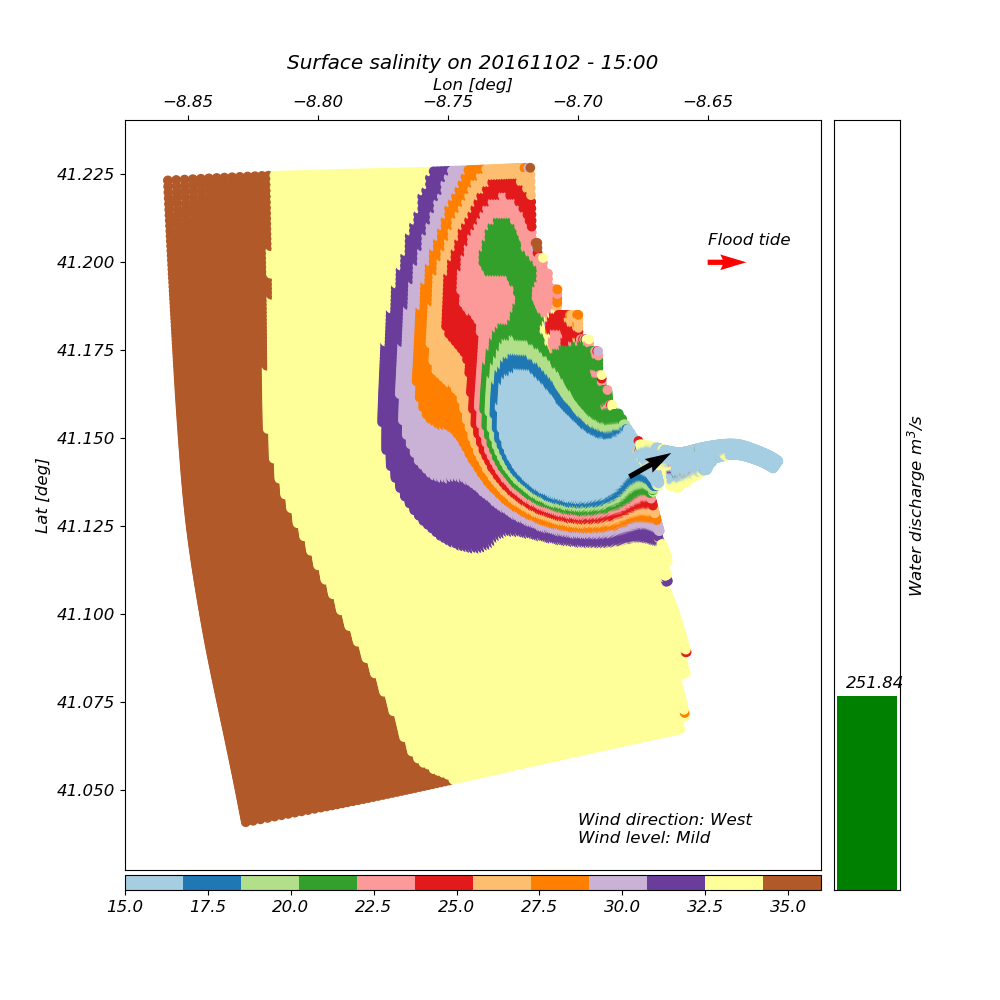 Surface salinity on 20161102 - 15:00
Lon [deg]
−8.85 −8.80 −8.75 −8.70 −8.65
41.225
41.200
41.175
41.150
41.125
41.100
41.075
41.050
Lat [deg]
Flood tide
Wind direction: West
Wind level: Mild
15.0 17.5 20.0 22.5 25.0 27.5 30.0 32.5 35.0
251.84
Water discharge m³/s